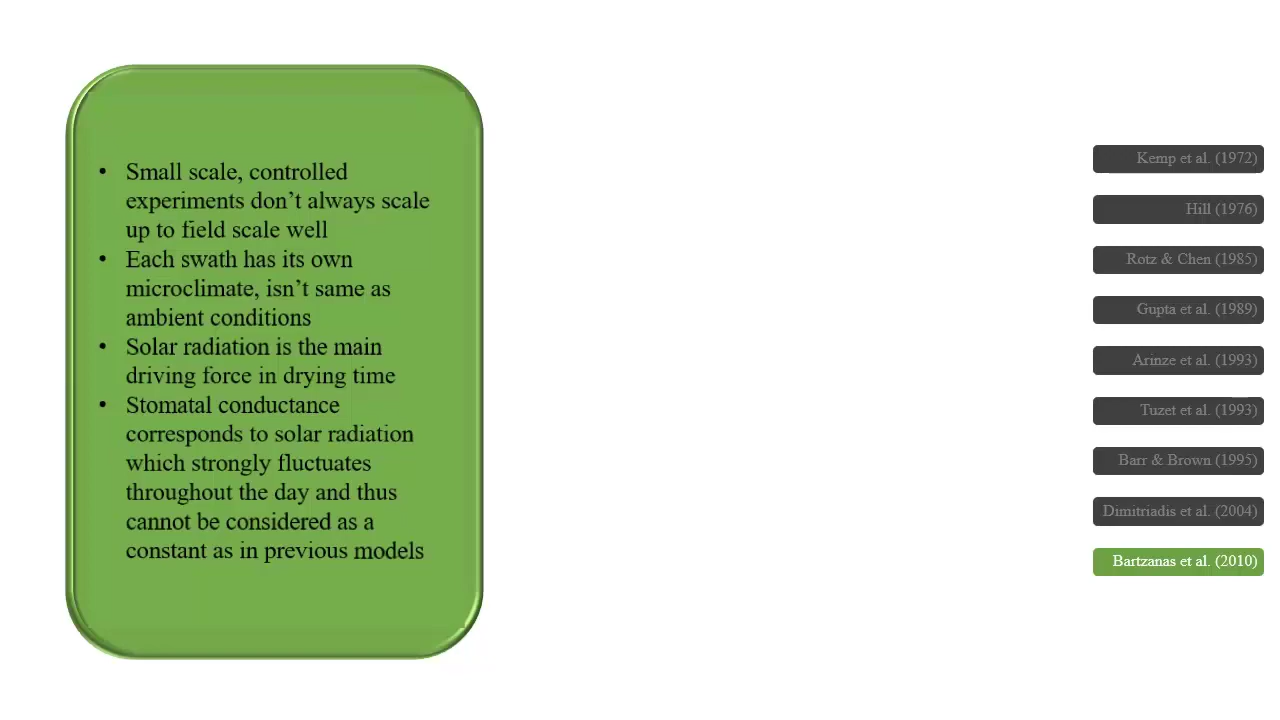 • Small scale, controlled
experiments don’t always scale
up to field scale well
• Each swath has its own
microclimate, isn’t same as
ambient conditions
• Solar radiation is the main
driving force in drying time
• Stomatal conductance
corresponds to solar radiation
which strongly fluctuates
throughout the day and thus
cannot be considered as a
constant as in previous models
Kemp et al. (1972)
Hill (1976)
Rotz & Chen (1985)
Gupta et al. (1989)
Arinze et al. (1993)
Tuzet et al. (1993)
Barr & Brown (1995)
Dimitriadis et al. (2004)
Bartzanas et al. (2010)